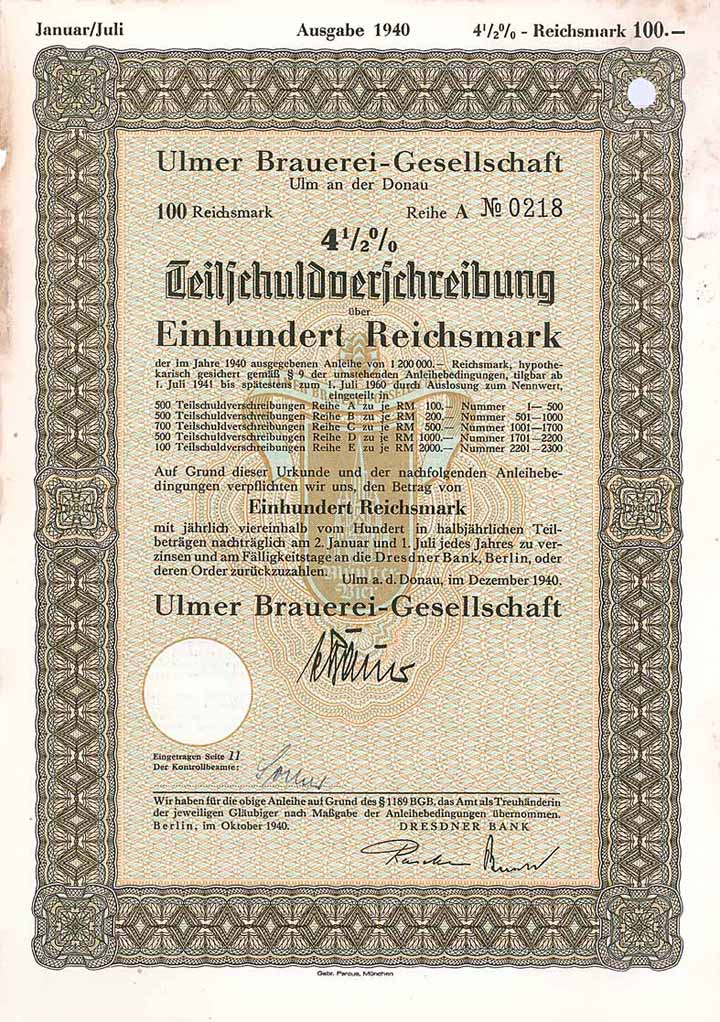 Januar/Juli Ausgabe 1940 4½% - Reichsmark 100.—
Ulmer Brauerei-Gesellschaft
Ulm an der Donau
100 Reichsmark Reihe A № 0218
4½%
Teilschuldverschreibung
über
Einhundert Reichsmark
der im Jahre 1940 ausgegebenen Anleihe von 1 200 000.— Reichsmark, hypothe-
karisch gesichert gemäß § 9 der umstehenden Anleihebedingungen, tilgbar ab
1. Juli 1941 bis spätestens zum 1. Juli 1960 durch Auslosung zum Nennwert,
eingeteilt in
500 Teilschuldverschreibungen Reihe A zu je RM 100.— Nummer 1— 500
500 Teilschuldverschreibungen Reihe B zu je RM 200.— Nummer 501—1000
700 Teilschuldverschreibungen Reihe C zu je RM 500.— Nummer 1001—1700
500 Teilschuldverschreibungen Reihe D zu je RM 1000.— Nummer 1701—2200
100 Teilschuldverschreibungen Reihe E zu je RM 2000.— Nummer 2201—2300
Auf Grund dieser Urkunde und der nachfolgenden Anleihebe-
dingungen verpflichten wir uns, den Betrag von
Einhundert Reichsmark
mit jährlich viereinhalb vom Hundert in halbjährlichen Teil-
beträgen nachträglich am 2. Januar und 1. Juli jedes Jahres zu ver-
zinsen und am Fälligkeitstage an die Dresdner Bank, Berlin, oder
deren Order zurückzuzahlen.
Ulm a. d. Donau, im Dezember 1940.
Ulmer Brauerei-Gesellschaft
Eingetragen Seite 11
Der Kontrollbeamte:
Wir haben für die obige Anleihe auf Grund des § 1189 BGB, das Amt als Treuhänderin
der jeweiligen Gläubiger nach Maßgabe der Anleihebedingungen übernommen.
Berlin, im Oktober 1940. DRESDNER BANK
Gebr. Parcus, München